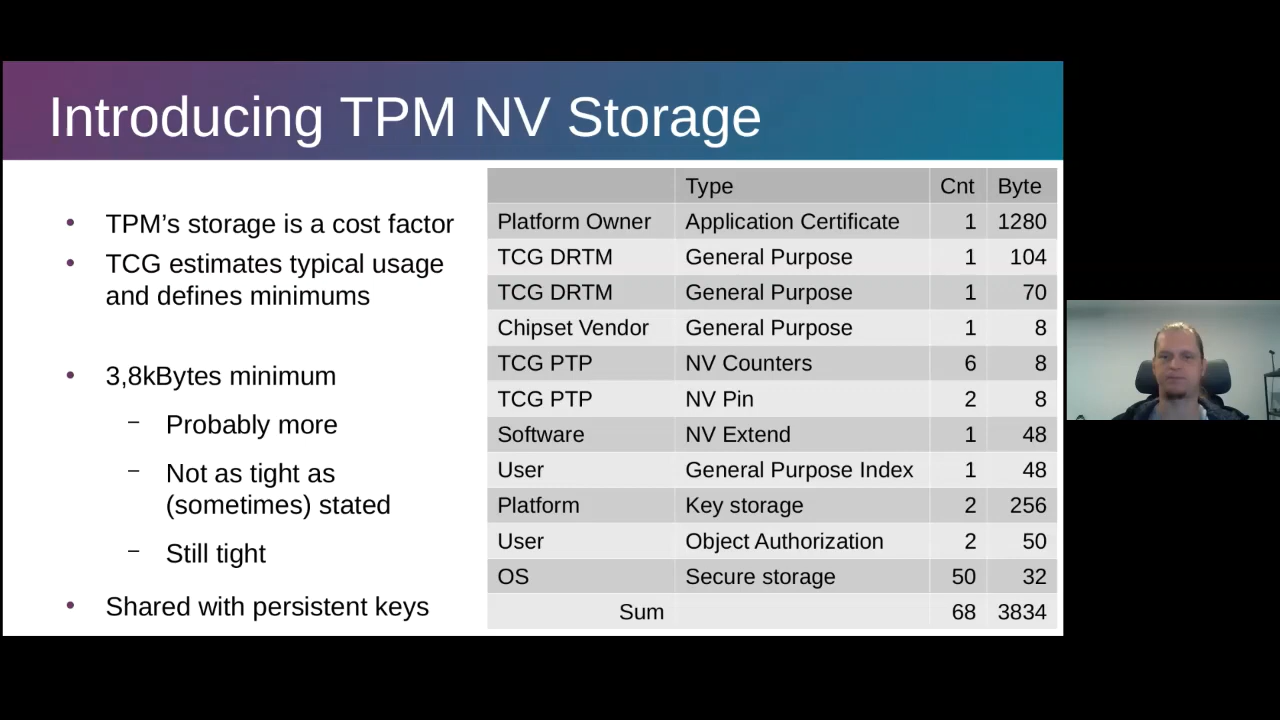 Introducing TPM NV Storage
• TPM’s storage is a cost factor
• TCG estimates typical usage
and defines minimums
• 3,8kBytes minimum
– Probably more
– Not as tight as
(sometimes) stated
– Still tight
• Shared with persistent keys
Type Cnt Byte
Platform Owner Application Certificate 1 1280
TCG DRTM General Purpose 1 104
TCG DRTM General Purpose 1 70
Chipset Vendor General Purpose 1 8
TCG PTP NV Counters 6 8
TCG PTP NV Pin 2 8
Software NV Extend 1 48
User General Purpose Index 1 48
Platform Key storage 2 256
User Object Authorization 2 50
OS Secure storage 50 32
Sum 68 3834